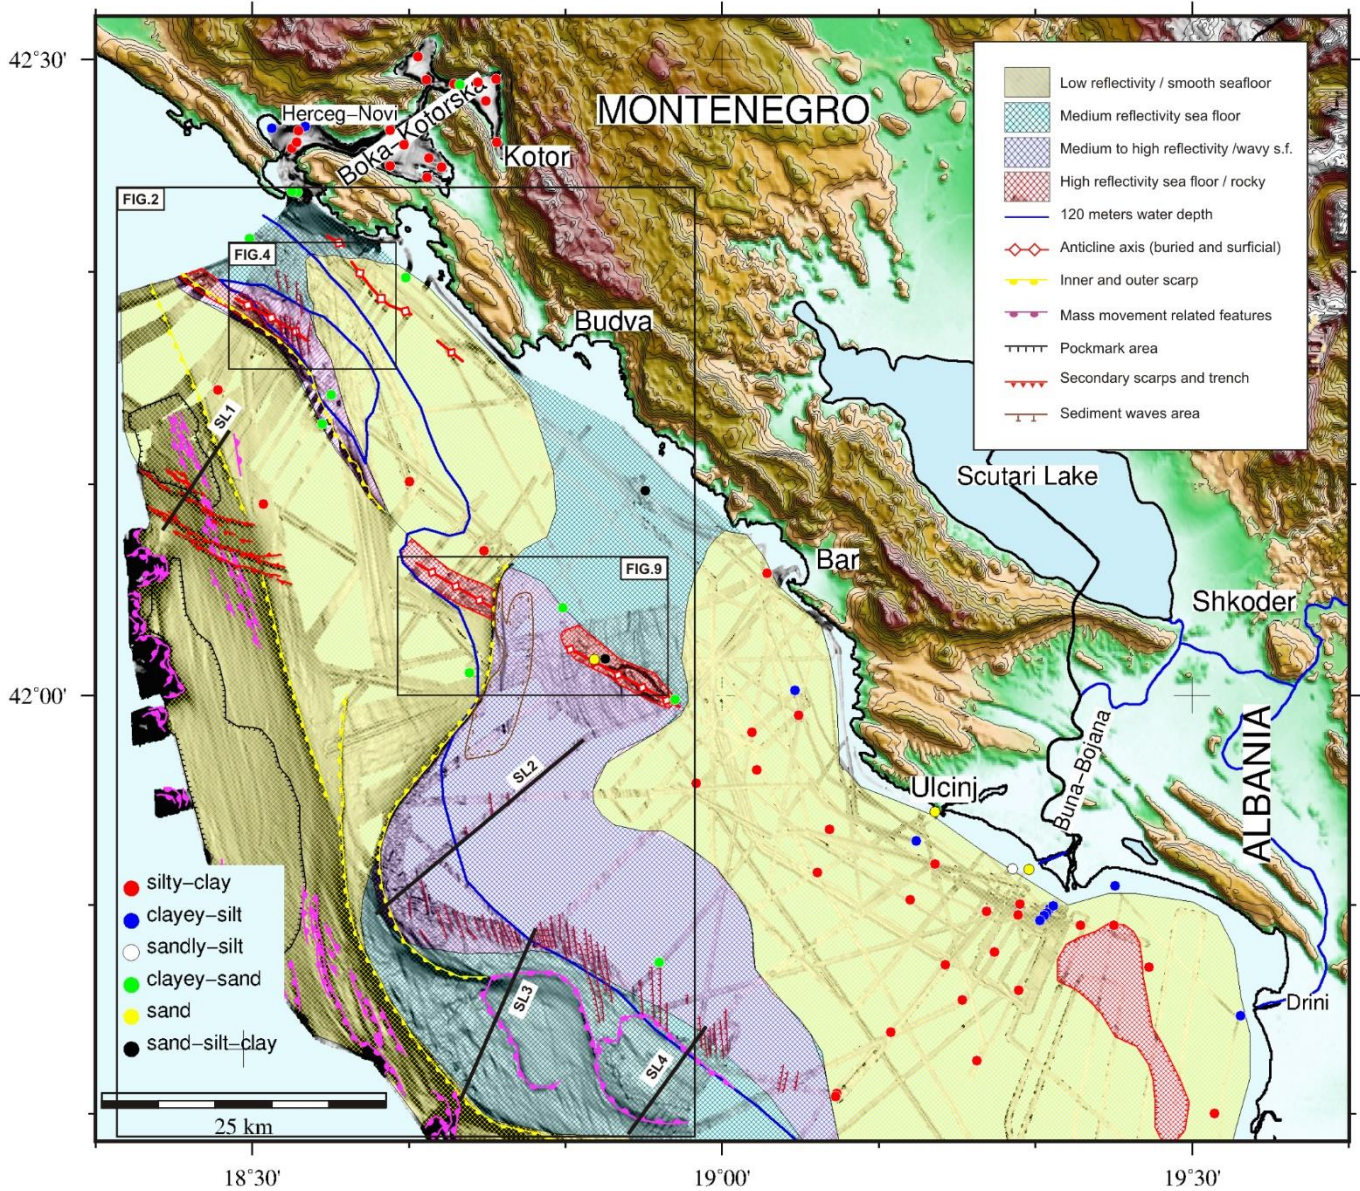 42°30'
42°00'
18°30'
19°00'
19°30'
MONTENEGRO
Herceg-Novi
Boka-Kotorska
Kotor
FIG.2
FIG.4
Budva
SL1
Scutari Lake
Bar
FIG.9
Shkoder
SL2
Ulcinj
Buna-Bojana
ALBANIA
SL3
SL4
Drini
Low reflectivity / smooth seafloor
Medium reflectivity sea floor
Medium to high reflectivity /wavy s.f.
High reflectivity sea floor / rocky
120 meters water depth
Anticline axis (buried and surficial)
Inner and outer scarp
Mass movement related features
Pockmark area
Secondary scarps and trench
Sediment waves area
silty-clay
clayey-silt
sandly-silt
clayey-sand
sand
sand-silt-clay
25 km